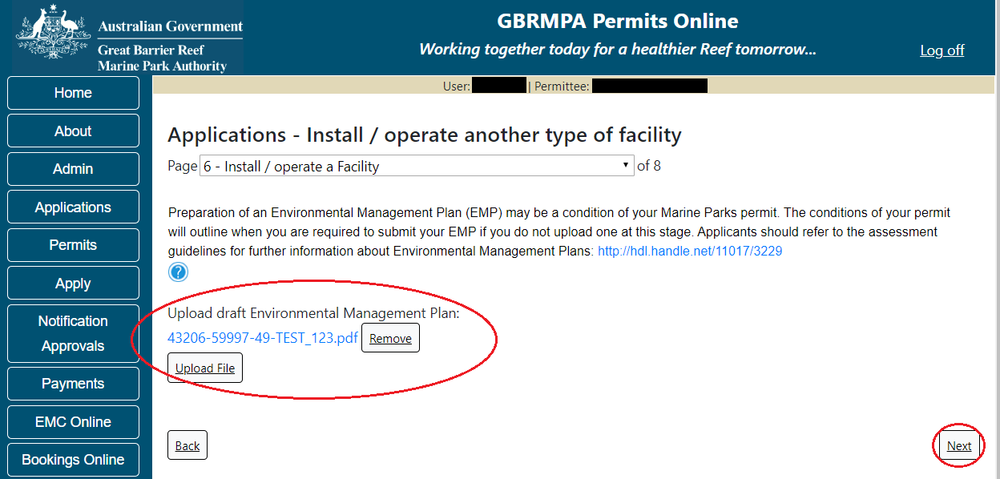 Australian Government
Great Barrier Reef
Marine Park Authority
GBRMPA Permits Online
Working together today for a healthier Reef tomorrow...
Log off
Home
About
Admin
Applications
Permits
Apply
Notification
Approvals
Payments
EMC Online
Bookings Online
User: | Permittee:
Applications - Install / operate another type of facility
Page 6 - Install / operate a Facility of 8
Preparation of an Environmental Management Plan (EMP) may be a condition of your Marine Parks permit. The conditions of your permit
will outline when you are required to submit your EMP if you do not upload one at this stage. Applicants should refer to the assessment
guidelines for further information about Environmental Management Plans: http://hdl.handle.net/11017/3229
?
Upload draft Environmental Management Plan:
43206-59997-49-TEST_123.pdf Remove
Upload File
Back
Next